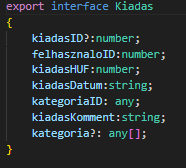 export interface Kiadas
{
kiadasID?:number;
felhasznaloID:number;
kiadasHUF:number;
kiadasDatum:string;
kategoriaID: any;
kiadasKomment:string;
kategoria?: any[];
}